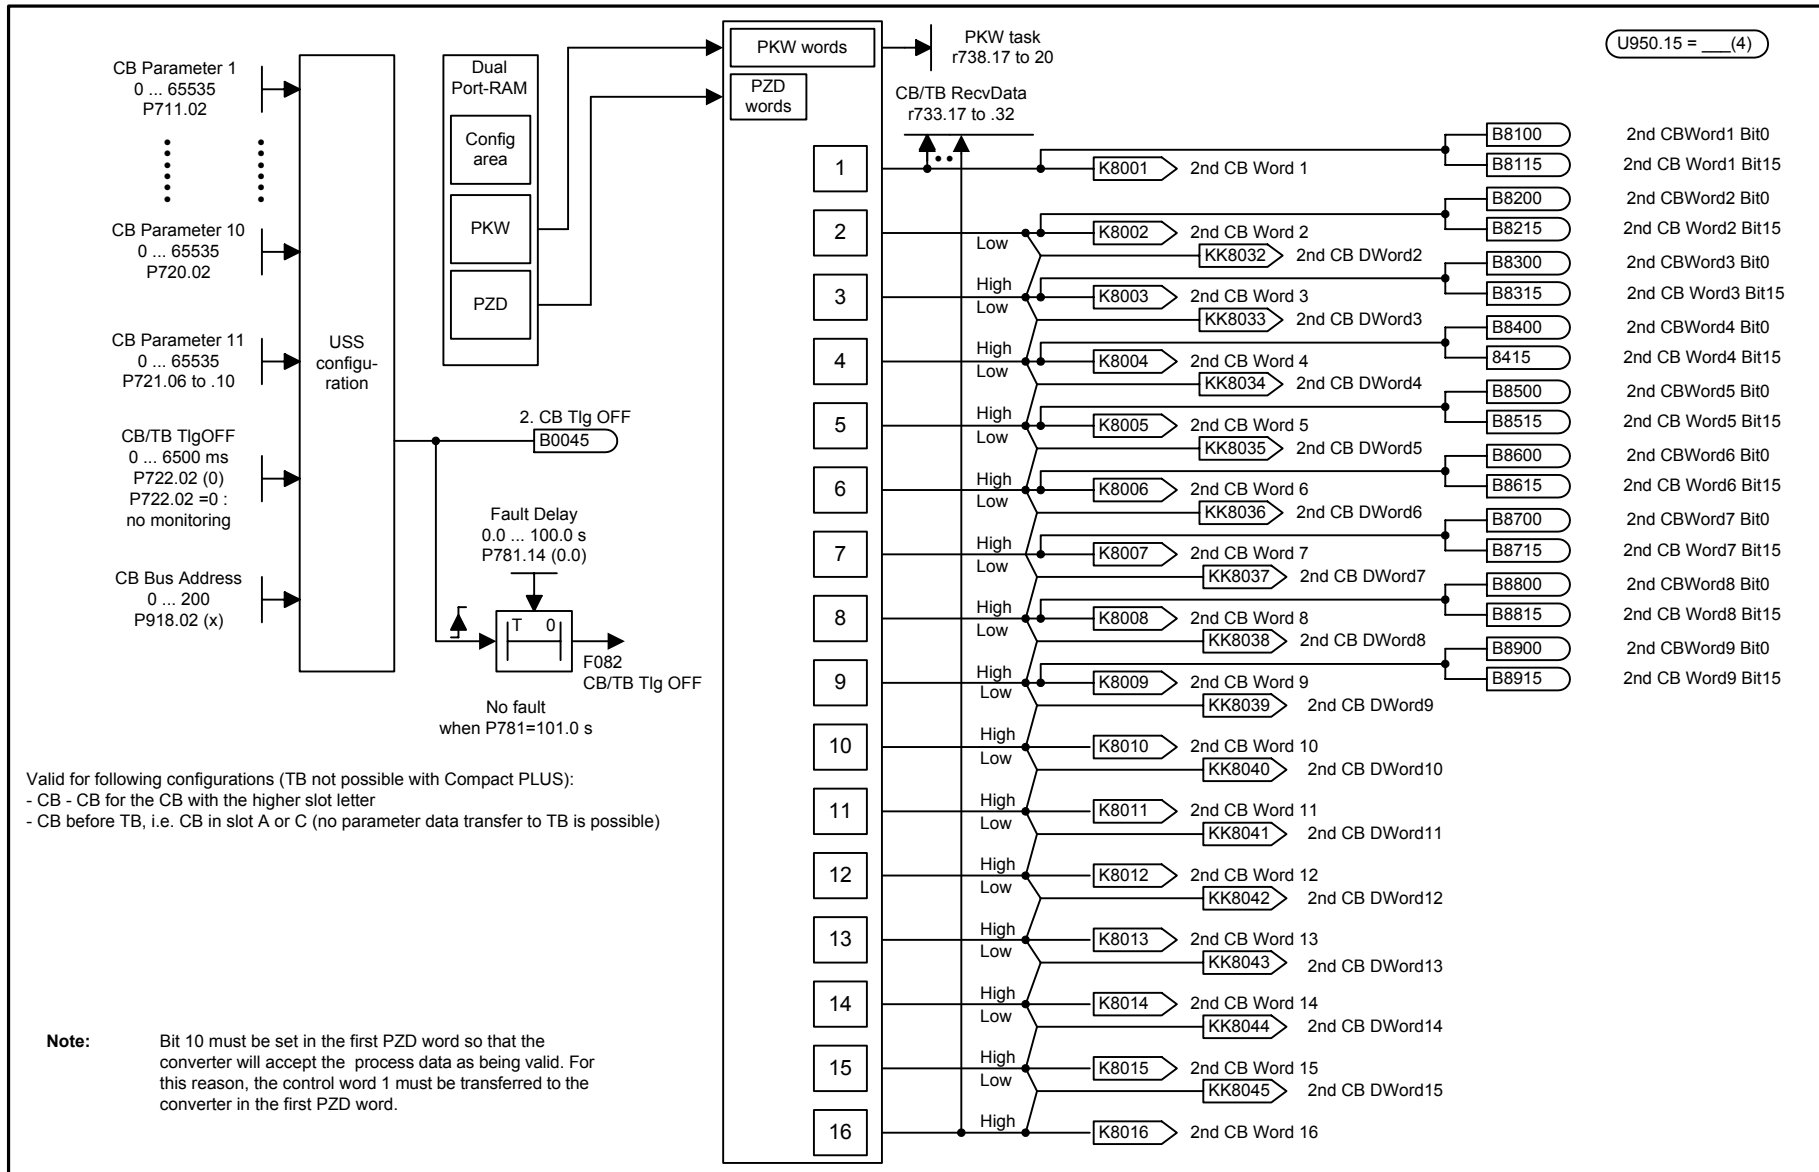 CB Parameter 1
0 ... 65535
P711.02
CB Parameter 10
0 ... 65535
P720.02
CB Parameter 11
0 ... 65535
P721.06 to .10
CB/TB TlgOFF
0 ... 6500 ms
P722.02 (0)
P722.02 =0 :
no monitoring
CB Bus Address
0 ... 200
P918.02 (x)
USS
configu-
ration
Dual
Port-RAM
Config
area
PKW
PZD
2. CB Tlg OFF
B0045
Fault Delay
0.0 ... 100.0 s
P781.14 (0.0)
T 0
F082
CB/TB Tlg OFF
No fault
when P781=101.0 s
Valid for following configurations (TB not possible with Compact PLUS):
- CB - CB for the CB with the higher slot letter
- CB before TB, i.e. CB in slot A or C (no parameter data transfer to TB is possible)
Note:
Bit 10 must be set in the first PZD word so that the
converter will accept the process data as being valid. For
this reason, the control word 1 must be transferred to the
converter in the first PZD word.
PKW words
PZD
words
PKW task
r738.17 to 20
CB/TB RecvData
r733.17 to .32
U950.15 = ___(4)
B8100 2nd CBWord1 Bit0
1 K8001 2nd CB Word 1 B8115 2nd CB Word1 Bit15
B8200 2nd CBWord2 Bit0
2 K8002 2nd CB Word 2 B8215 2nd CB Word2 Bit15
Low KK8032 2nd CB DWord2
B8300 2nd CBWord3 Bit0
3 High K8003 2nd CB Word 3 B8315 2nd CB Word3 Bit15
Low KK8033 2nd CB DWord3
B8400 2nd CBWord4 Bit0
4 High K8004 2nd CB Word 4 8415 2nd CB Word4 Bit15
Low KK8034 2nd CB DWord4
B8500 2nd CBWord5 Bit0
5 High K8005 2nd CB Word 5 B8515 2nd CB Word5 Bit15
Low KK8035 2nd CB DWord5
B8600 2nd CBWord6 Bit0
6 High K8006 2nd CB Word 6 B8615 2nd CB Word6 Bit15
Low KK8036 2nd CB DWord6
B8700 2nd CBWord7 Bit0
7 High K8007 2nd CB Word 7 B8715 2nd CB Word7 Bit15
Low KK8037 2nd CB DWord7
B8800 2nd CBWord8 Bit0
8 High K8008 2nd CB Word 8 B8815 2nd CB Word8 Bit15
Low KK8038 2nd CB DWord8
B8900 2nd CBWord9 Bit0
9 High K8009 2nd CB Word 9 B8915 2nd CB Word9 Bit15
Low KK8039 2nd CB DWord9
10 High K8010 2nd CB Word 10
Low KK8040 2nd CB DWord10
11 High K8011 2nd CB Word 11
Low KK8041 2nd CB DWord11
12 High K8012 2nd CB Word 12
Low KK8042 2nd CB DWord12
13 High K8013 2nd CB Word 13
Low KK8043 2nd CB DWord13
14 High K8014 2nd CB Word 14
Low KK8044 2nd CB DWord14
15 High K8015 2nd CB Word 15
Low KK8045 2nd CB DWord15
16 High K8016 2nd CB Word 16